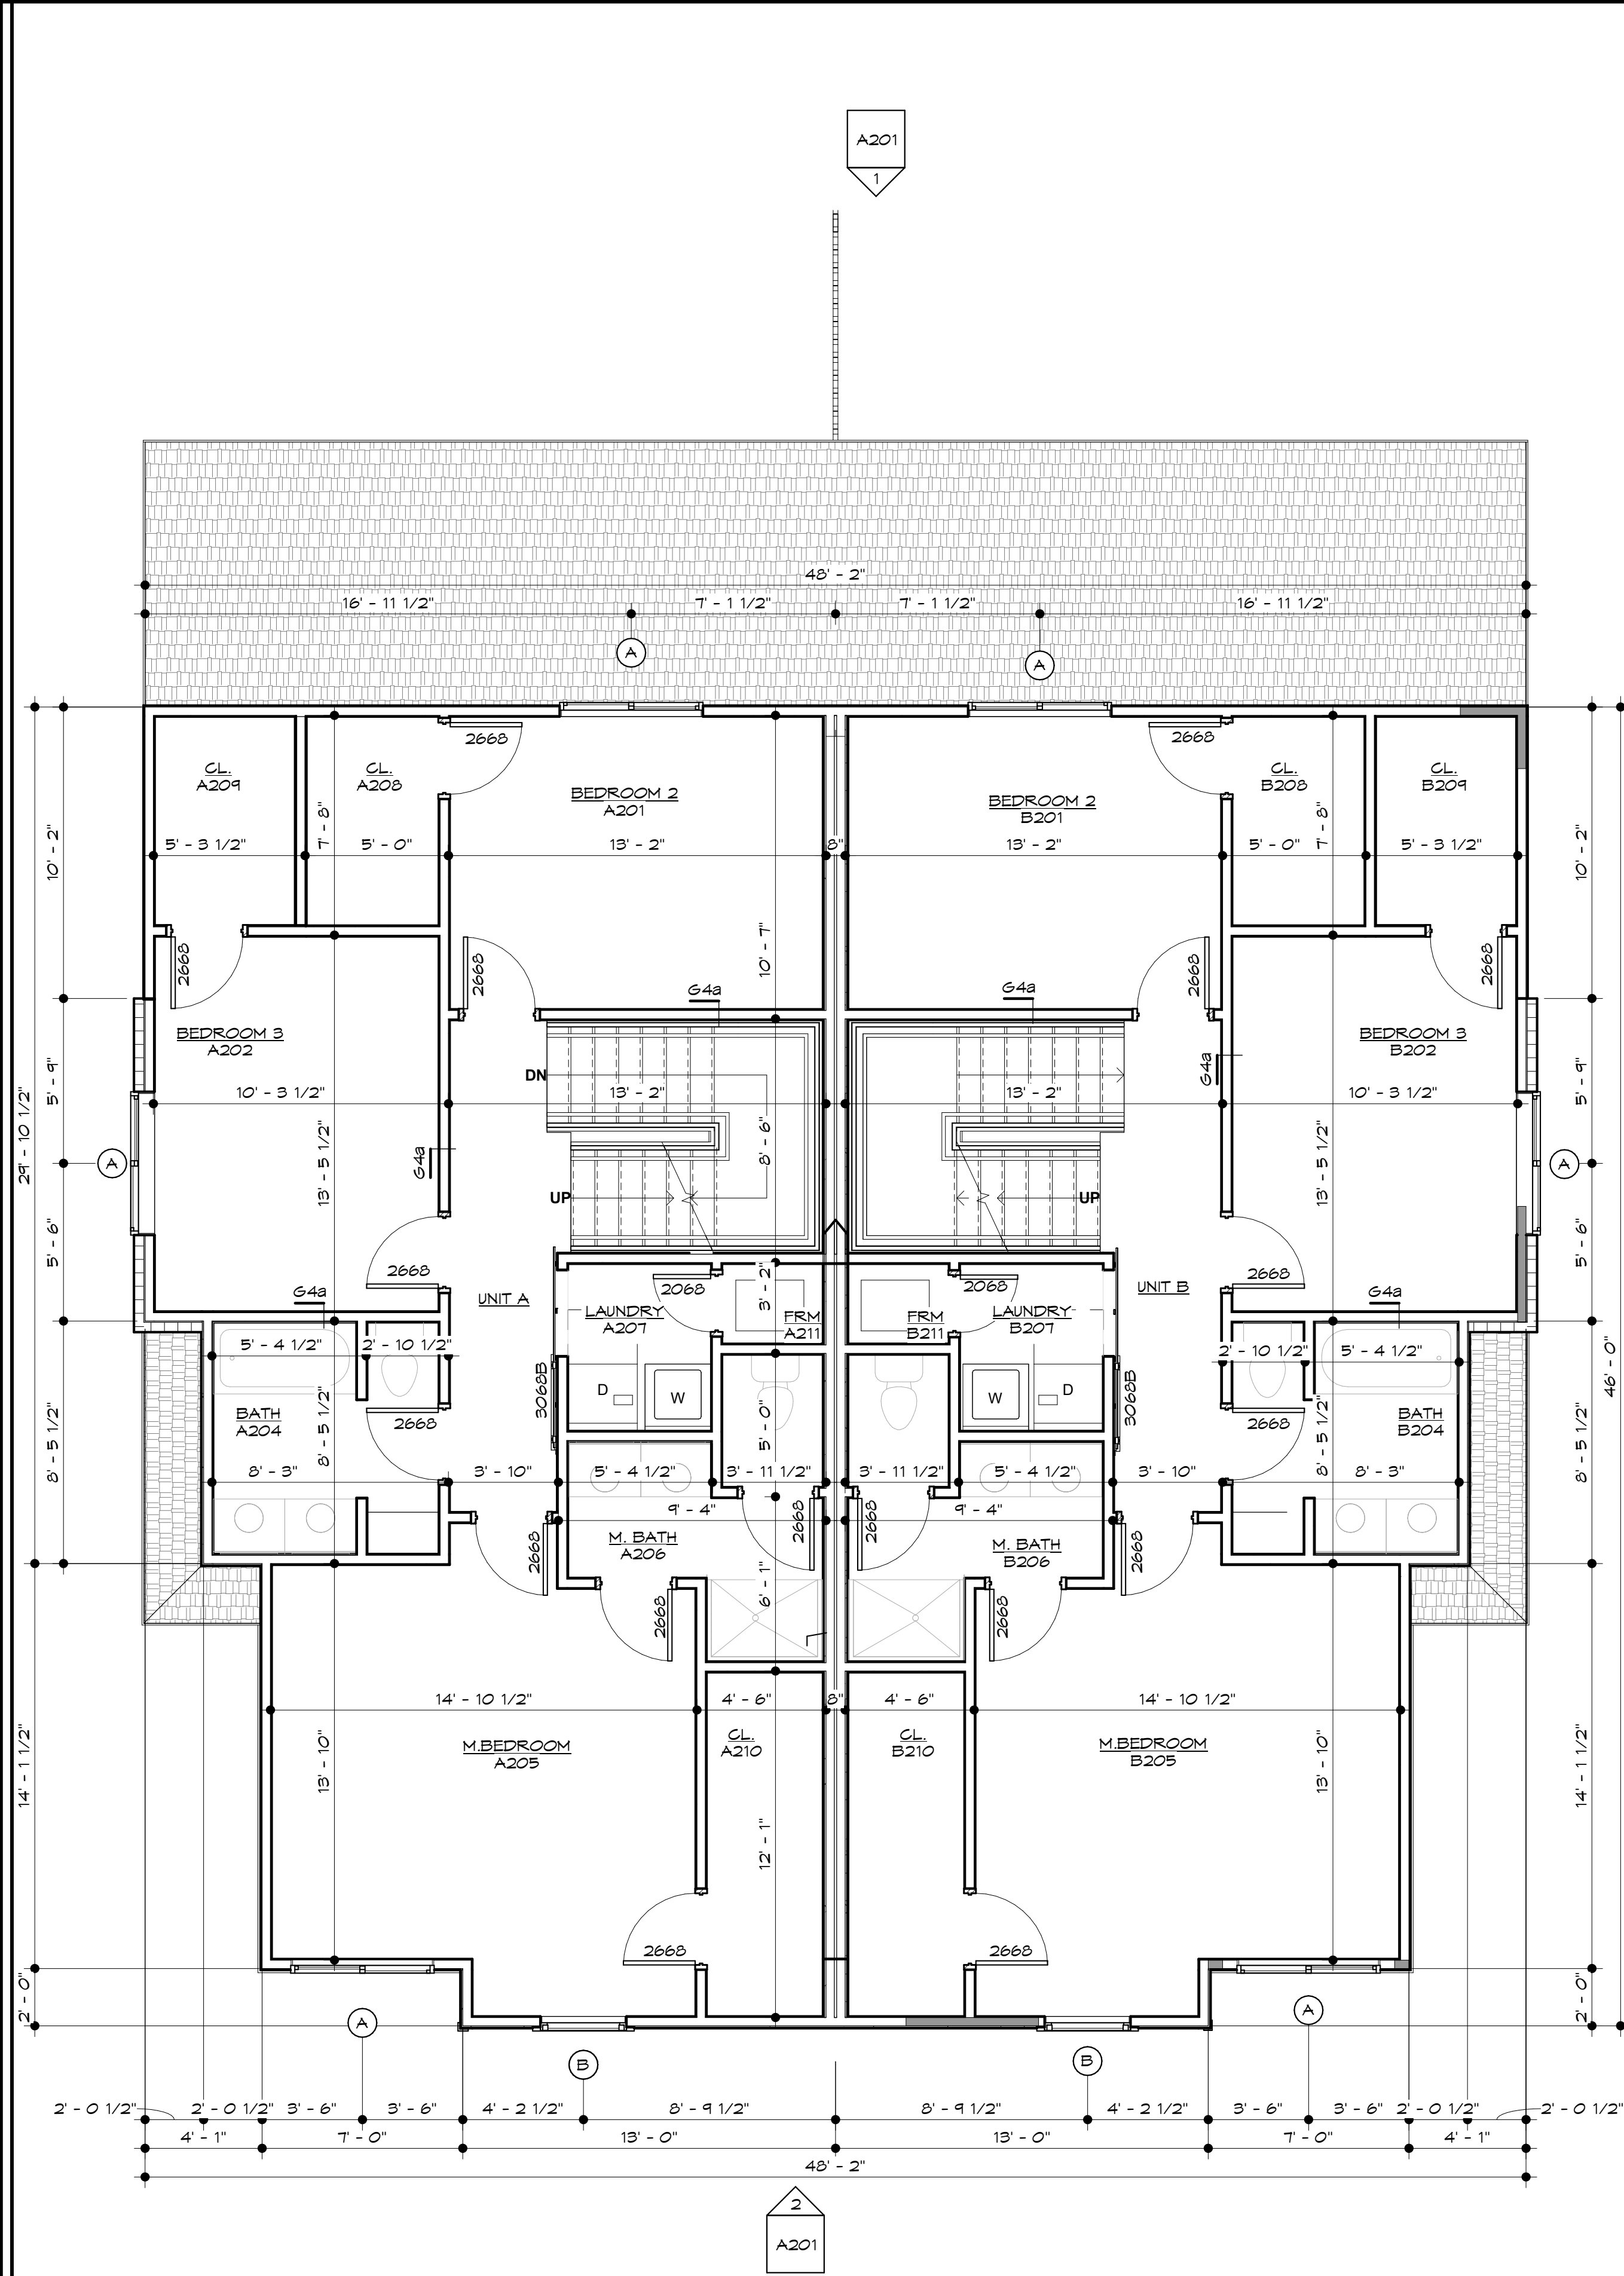 A201
1
48' - 2"
16' - 11 1/2"
7' - 1 1/2"
7' - 1 1/2"
16' - 11 1/2"
A
A
2668
2668
CL.
A209
CL.
A208
BEDROOM 2
A201
BEDROOM 2
B201
CL.
B208
CL.
B209
10' - 2"
7' - 8"
7' - 8"
10' - 2"
5' - 3 1/2"
5' - 0"
13' - 2"
8"
13' - 2"
5' - 0"
5' - 3 1/2"
2668
2668
10' - 7"
2668
2668
G4a
G4a
BEDROOM 3
A202
BEDROOM 3
B202
29' - 10 1/2"
5' - 9"
DN
G4a
5' - 9"
10' - 3 1/2"
13' - 2"
13' - 2"
10' - 3 1/2"
8' - 6"
A
13' - 5 1/2"
G4a
13' - 5 1/2"
A
UP
UP
5' - 6"
5' - 6"
2668
2068
3' - 2"
2068
2668
G4a
UNIT A
UNIT B
G4a
LAUNDRY
A207
FRM
A211
FRM
B211
LAUNDRY
B207
5' - 4 1/2"
2' - 10 1/2"
2' - 10 1/2"
5' - 4 1/2"
46' - 0"
3068B
D
W
W
D
3068B
BATH
A204
2668
2668
BATH
B204
8' - 5 1/2"
8' - 5 1/2"
5' - 0"
8' - 5 1/2"
8' - 5 1/2"
8' - 3"
3' - 10"
5' - 4 1/2"
3' - 11 1/2"
3' - 11 1/2"
5' - 4 1/2"
3' - 10"
8' - 3"
9' - 4"
9' - 4"
2668
2668
2668
2668
M. BATH
A206
M. BATH
B206
6' - 1"
2668
2668
14' - 10 1/2"
4' - 6"
8"
4' - 6"
14' - 10 1/2"
M.BEDROOM
A205
CL.
A210
CL.
B210
M.BEDROOM
B205
14' - 1 1/2"
13' - 10"
13' - 10"
14' - 1 1/2"
12' - 1"
2668
2668
2' - 0"
2' - 0"
A
A
B
B
2' - 0 1/2"
2' - 0 1/2"
3' - 6"
3' - 6"
4' - 2 1/2"
8' - 9 1/2"
8' - 9 1/2"
4' - 2 1/2"
3' - 6"
3' - 6"
2' - 0 1/2"
2' - 0 1/2"
4' - 1"
7' - 0"
13' - 0"
13' - 0"
7' - 0"
4' - 1"
48' - 2"
2
A201